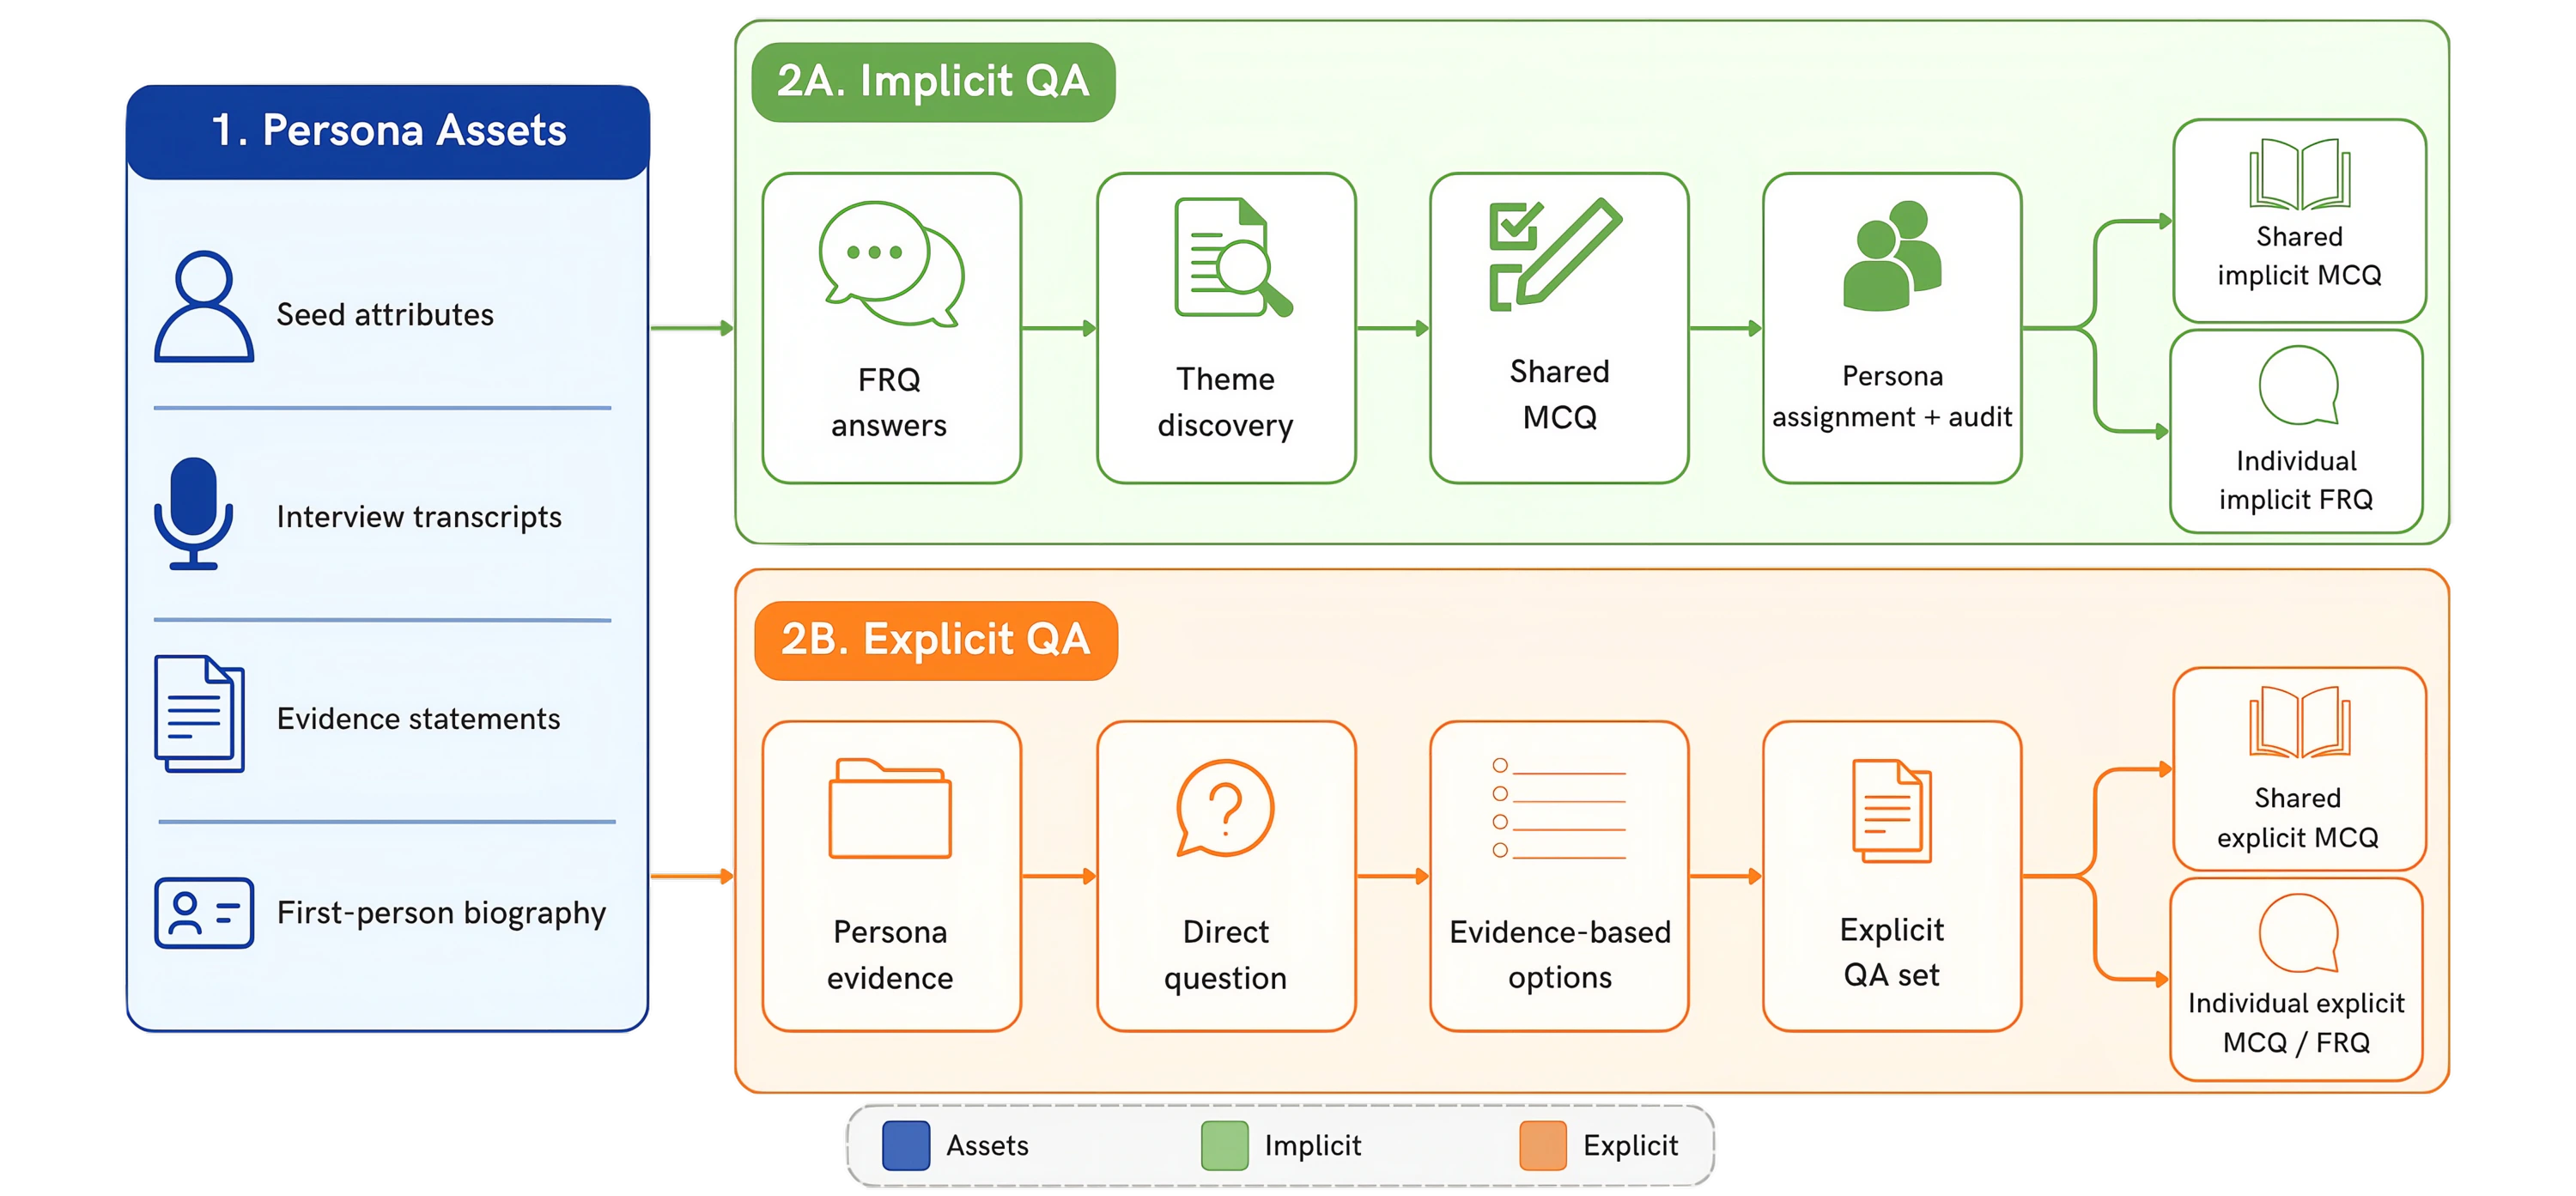 1. Persona Assets
Seed attributes
Interview transcripts
Evidence statements
First-person biography
2A. Implicit QA
FRQ
answers
Theme
discovery
Shared
MCQ
Persona
assignment + audit
Shared
implicit MCQ
Individual
implicit FRQ
2B. Explicit QA
Persona
evidence
Direct
question
Evidence-based
options
Explicit
QA set
Shared
explicit MCQ
Individual explicit
MCQ / FRQ
Assets
Implicit
Explicit